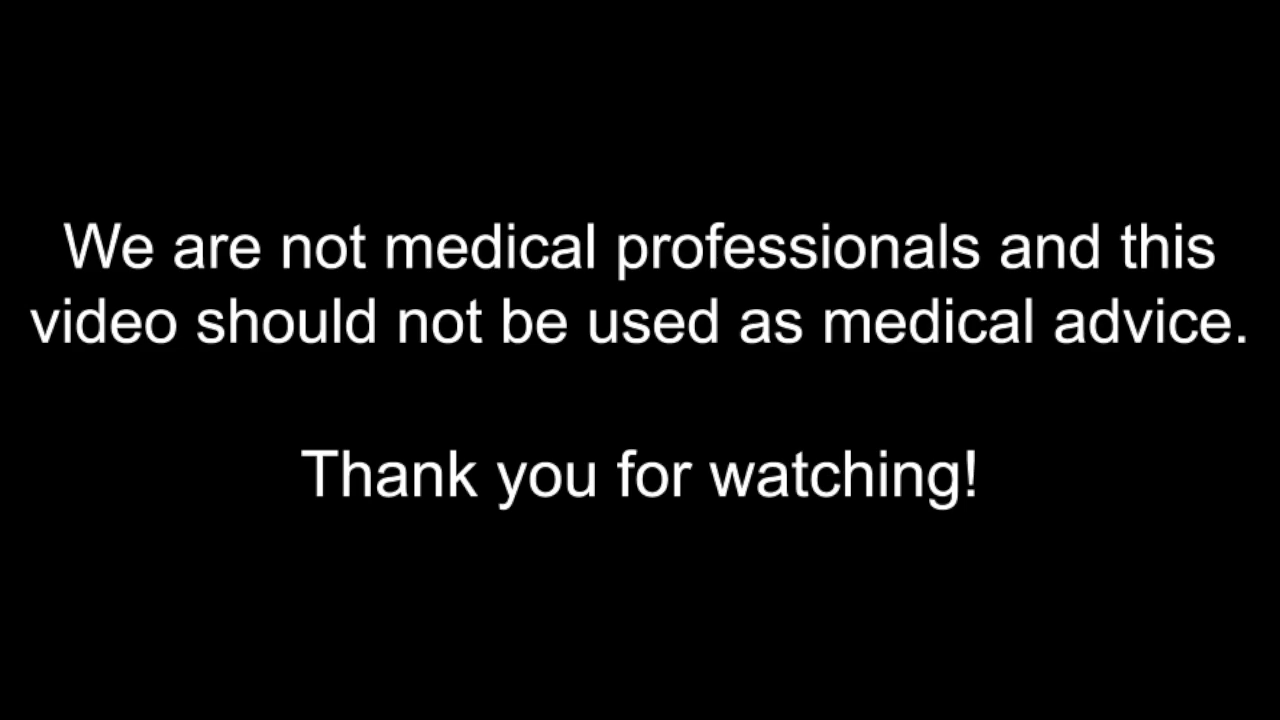 We are not medical professionals and this
video should not be used as medical advice.
Thank you for watching!